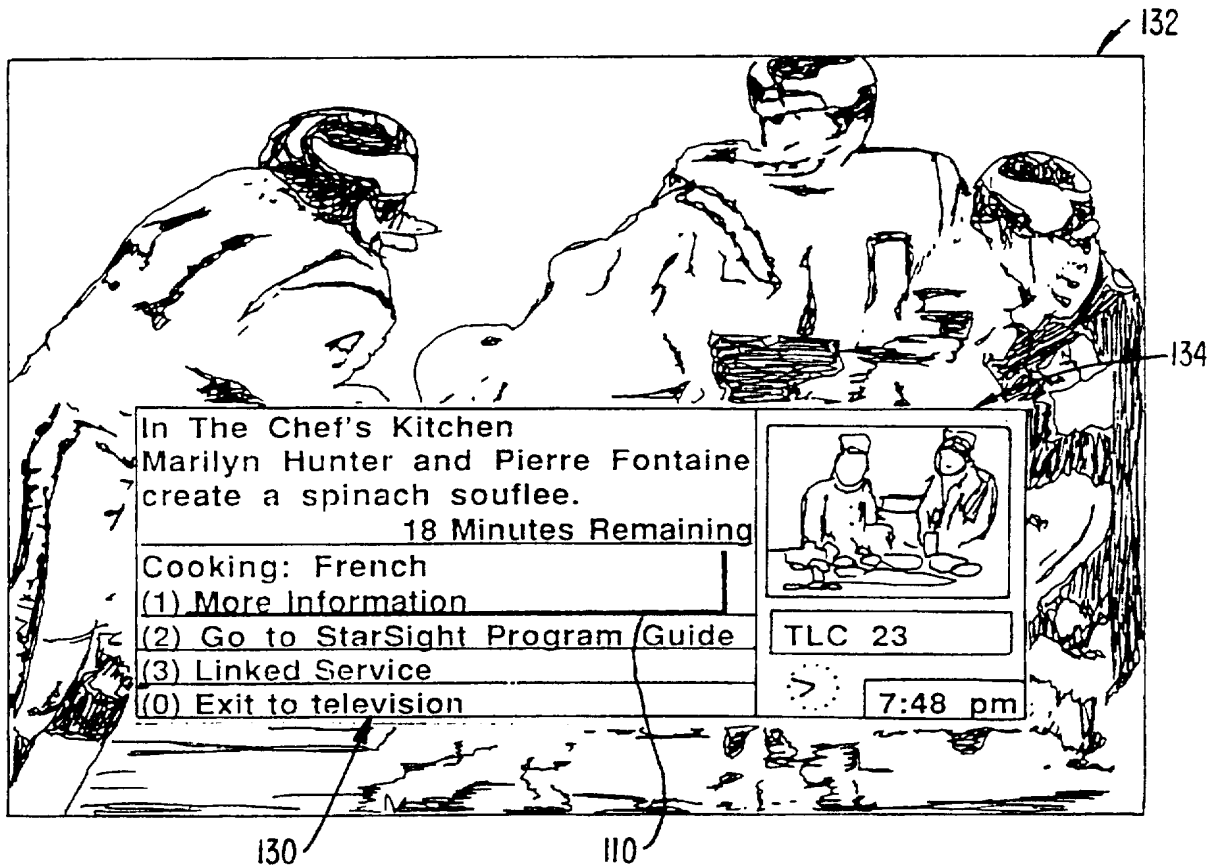 132
134
In The Chef's Kitchen
Marilyn Hunter and Pierre Fontaine
create a spinach souflee.
18 Minutes Remaining
Cooking: French
(1) More Information
(2) Go to StarSight Program Guide
(3) Linked Service
(0) Exit to television
TLC 23
7:48 pm
130
110